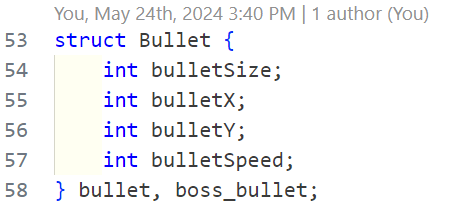 You, May 24th, 2024 3:40 PM | 1 author (You)
53 struct Bullet {
54     int bulletSize;
55     int bulletX;
56     int bulletY;
57     int bulletSpeed;
58 } bullet, boss_bullet;